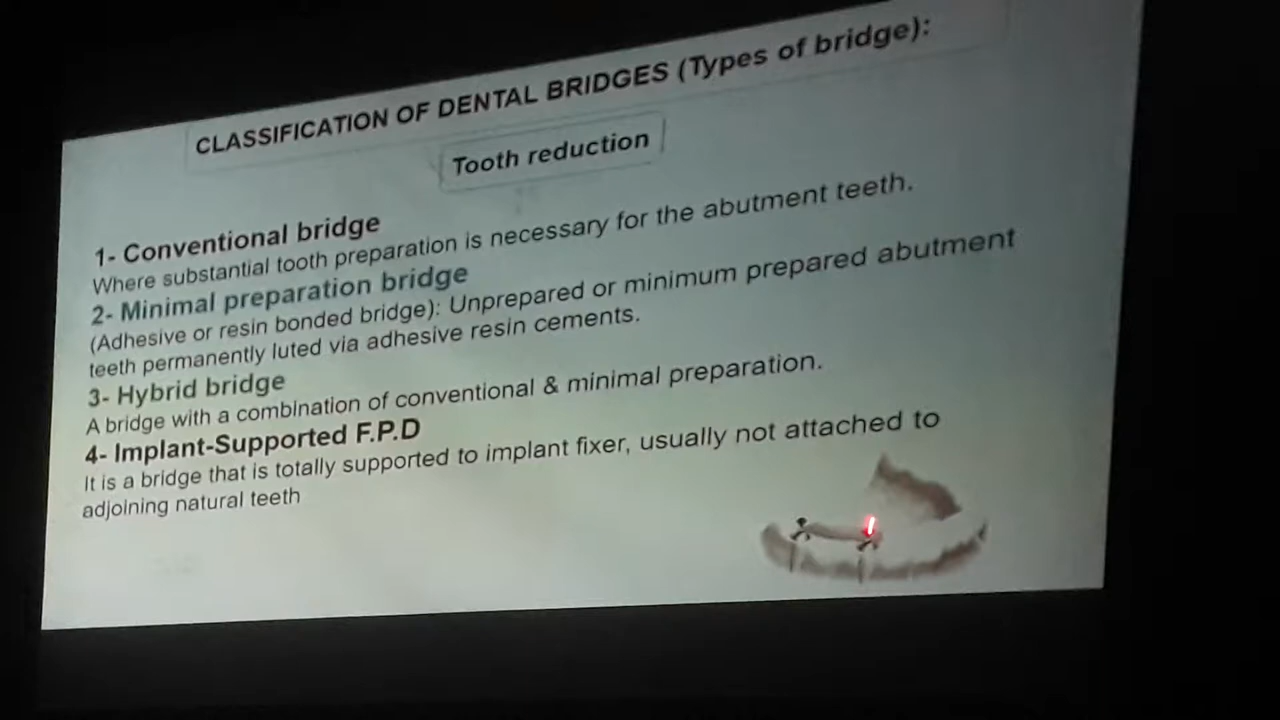 CLASSIFICATION OF DENTAL BRIDGES (Types of bridge):
Tooth reduction
1- Conventional bridge
Where substantial tooth preparation is necessary for the abutment teeth.
2- Minimal preparation bridge
(Adhesive or resin bonded bridge): Unprepared or minimum prepared abutment
teeth permanently luted via adhesive resin cements.
3- Hybrid bridge
A bridge with a combination of conventional & minimal preparation.
4- Implant-Supported F.P.D
It is a bridge that is totally supported to implant fixer, usually not attached to
adjoining natural teeth